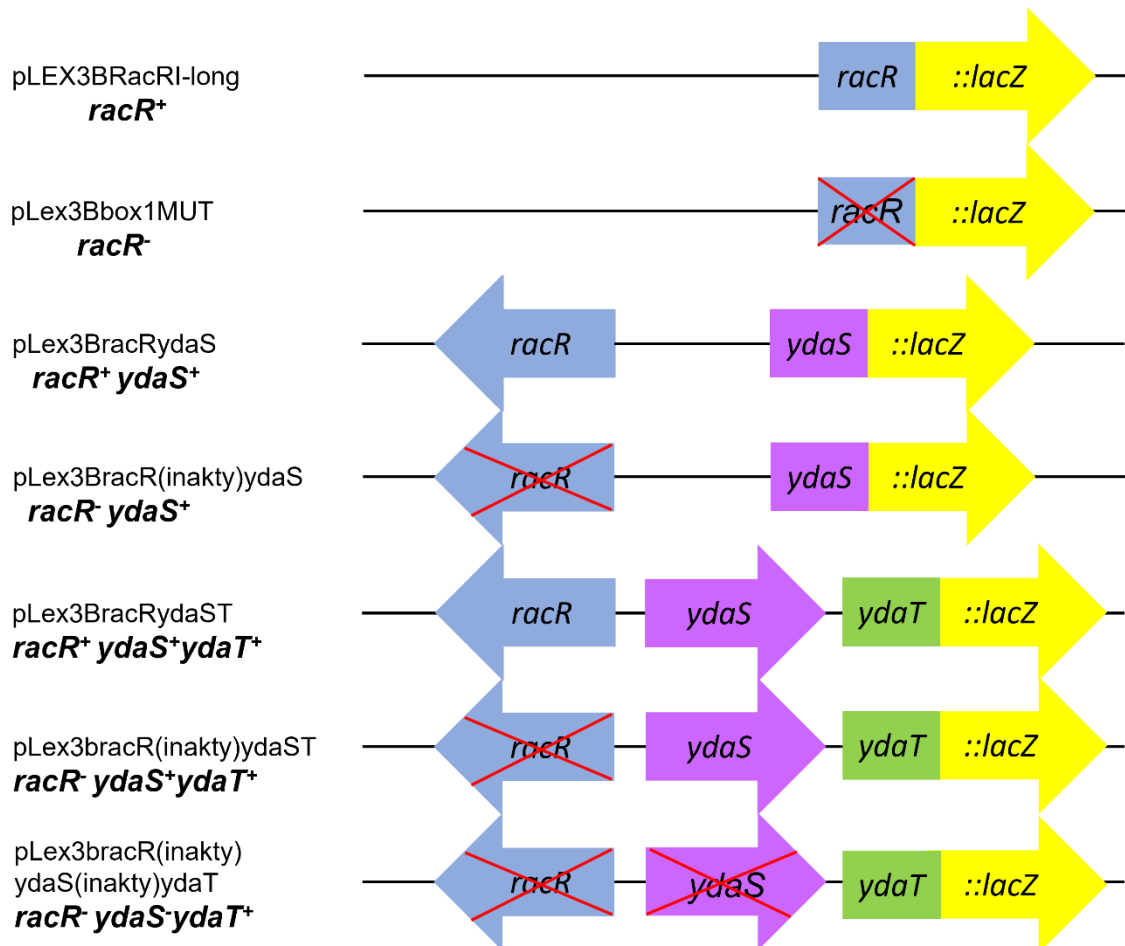 pLEX3BRacRI-long
racR⁺
racR ::lacZ
pLex3Bbox1MUT
racR⁻
racR ::lacZ
pLex3BracRydaS
racR⁺ ydaS⁺
racR ydaS ::lacZ
pLex3BracR(inakty)ydaS
racR⁻ ydaS⁺
racR ydaS ::lacZ
pLex3BracRydaST
racR⁺ ydaS⁺ydaT⁺
racR ydaS ydaT ::lacZ
pLex3bracR(inakty)ydaST
racR⁻ ydaS⁺ydaT⁺
racR ydaS ydaT ::lacZ
pLex3bracR(inakty)
ydaS(inakty)ydaT
racR⁻ ydaS⁻ydaT⁺
racR ydaS ydaT ::lacZ